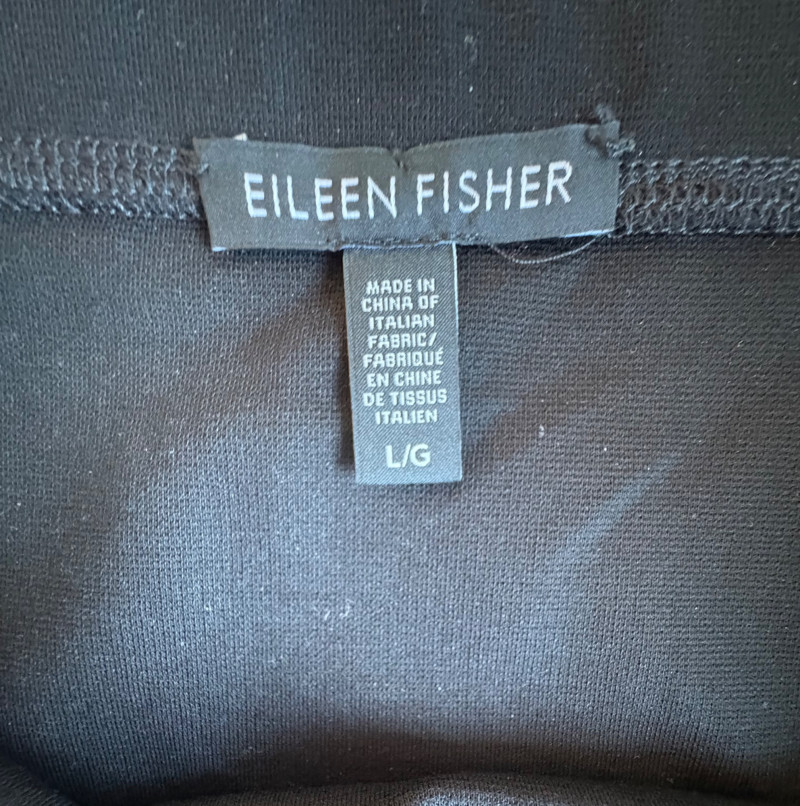 EILEEN FISHER
MADE IN
CHINA OF
ITALIAN
FABRIC/
FABRIQUÉ
EN CHINE
DE TISSUS
ITALIEN
L/G